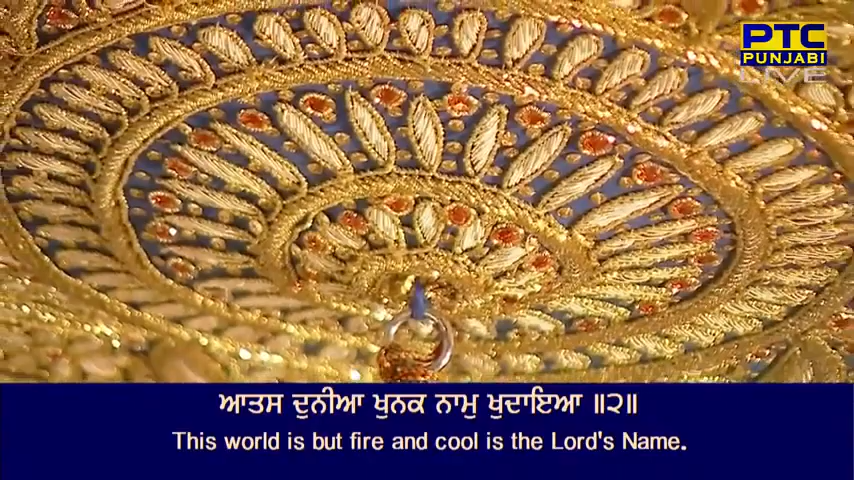 PTC
PUNJABI
LIVE
ਆਤਸ ਦੁਨੀਆ ਖੁਨਕ ਨਾਮੁ ਖੁਦਾਇਆ ॥੨॥
This world is but fire and cool is the Lord's Name.